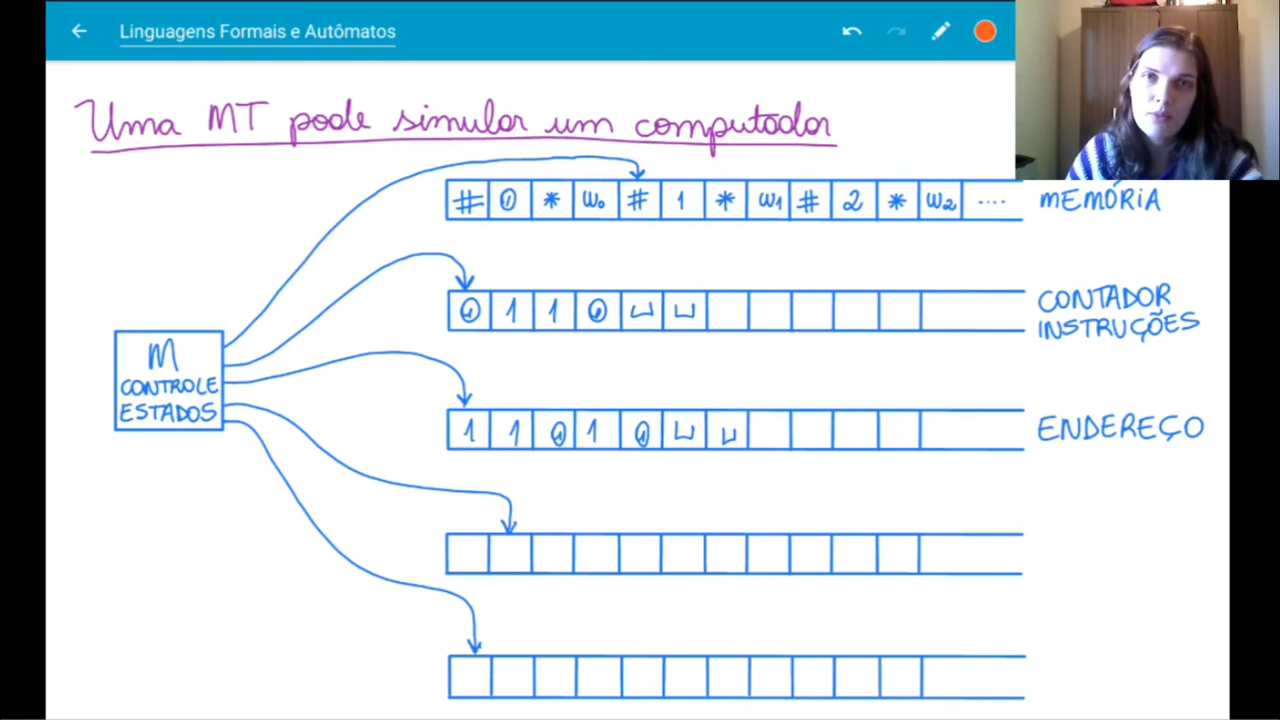 Linguagens Formais e Autômatos
Uma MT pode simular um computador
# 0 * w₀ # 1 * w₁ # 2 * w₂ ....
MEMÓRIA
0 1 1 0 ⊔ ⊔
CONTADOR
INSTRUÇÕES
M
CONTROLE
ESTADOS
1 1 0 1 0 ⊔ ⊔
ENDEREÇO